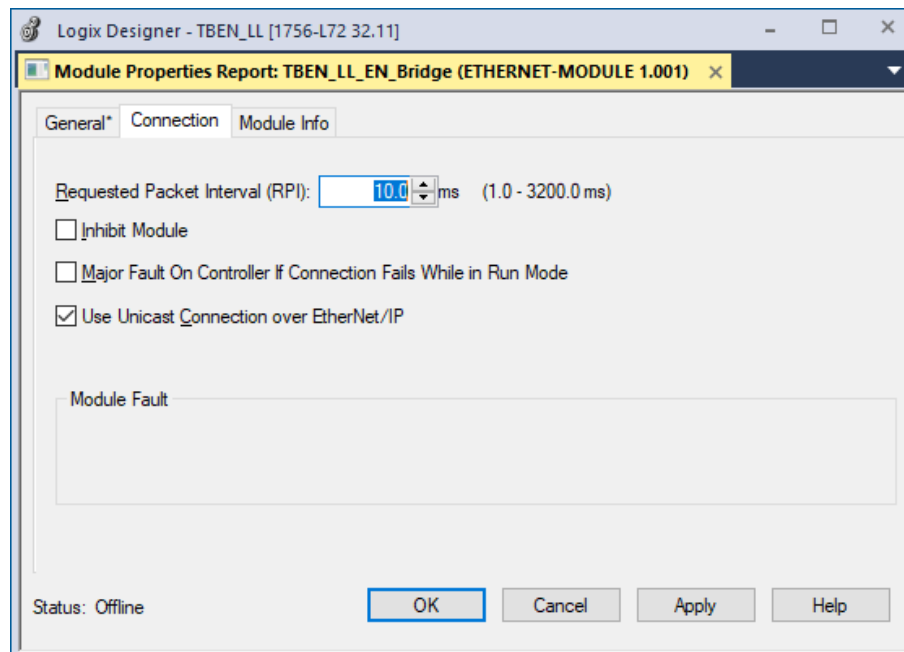 Logix Designer - TBEN_LL [1756-L72 32.11]
Module Properties Report: TBEN_LL_EN_Bridge (ETHERNET-MODULE 1.001)
General* Connection Module Info
Requested Packet Interval (RPI): 10.0 ms (1.0 - 3200.0 ms)
Inhibit Module
Major Fault On Controller If Connection Fails While in Run Mode
Use Unicast Connection over EtherNet/IP
Module Fault
Status: Offline OK Cancel Apply Help